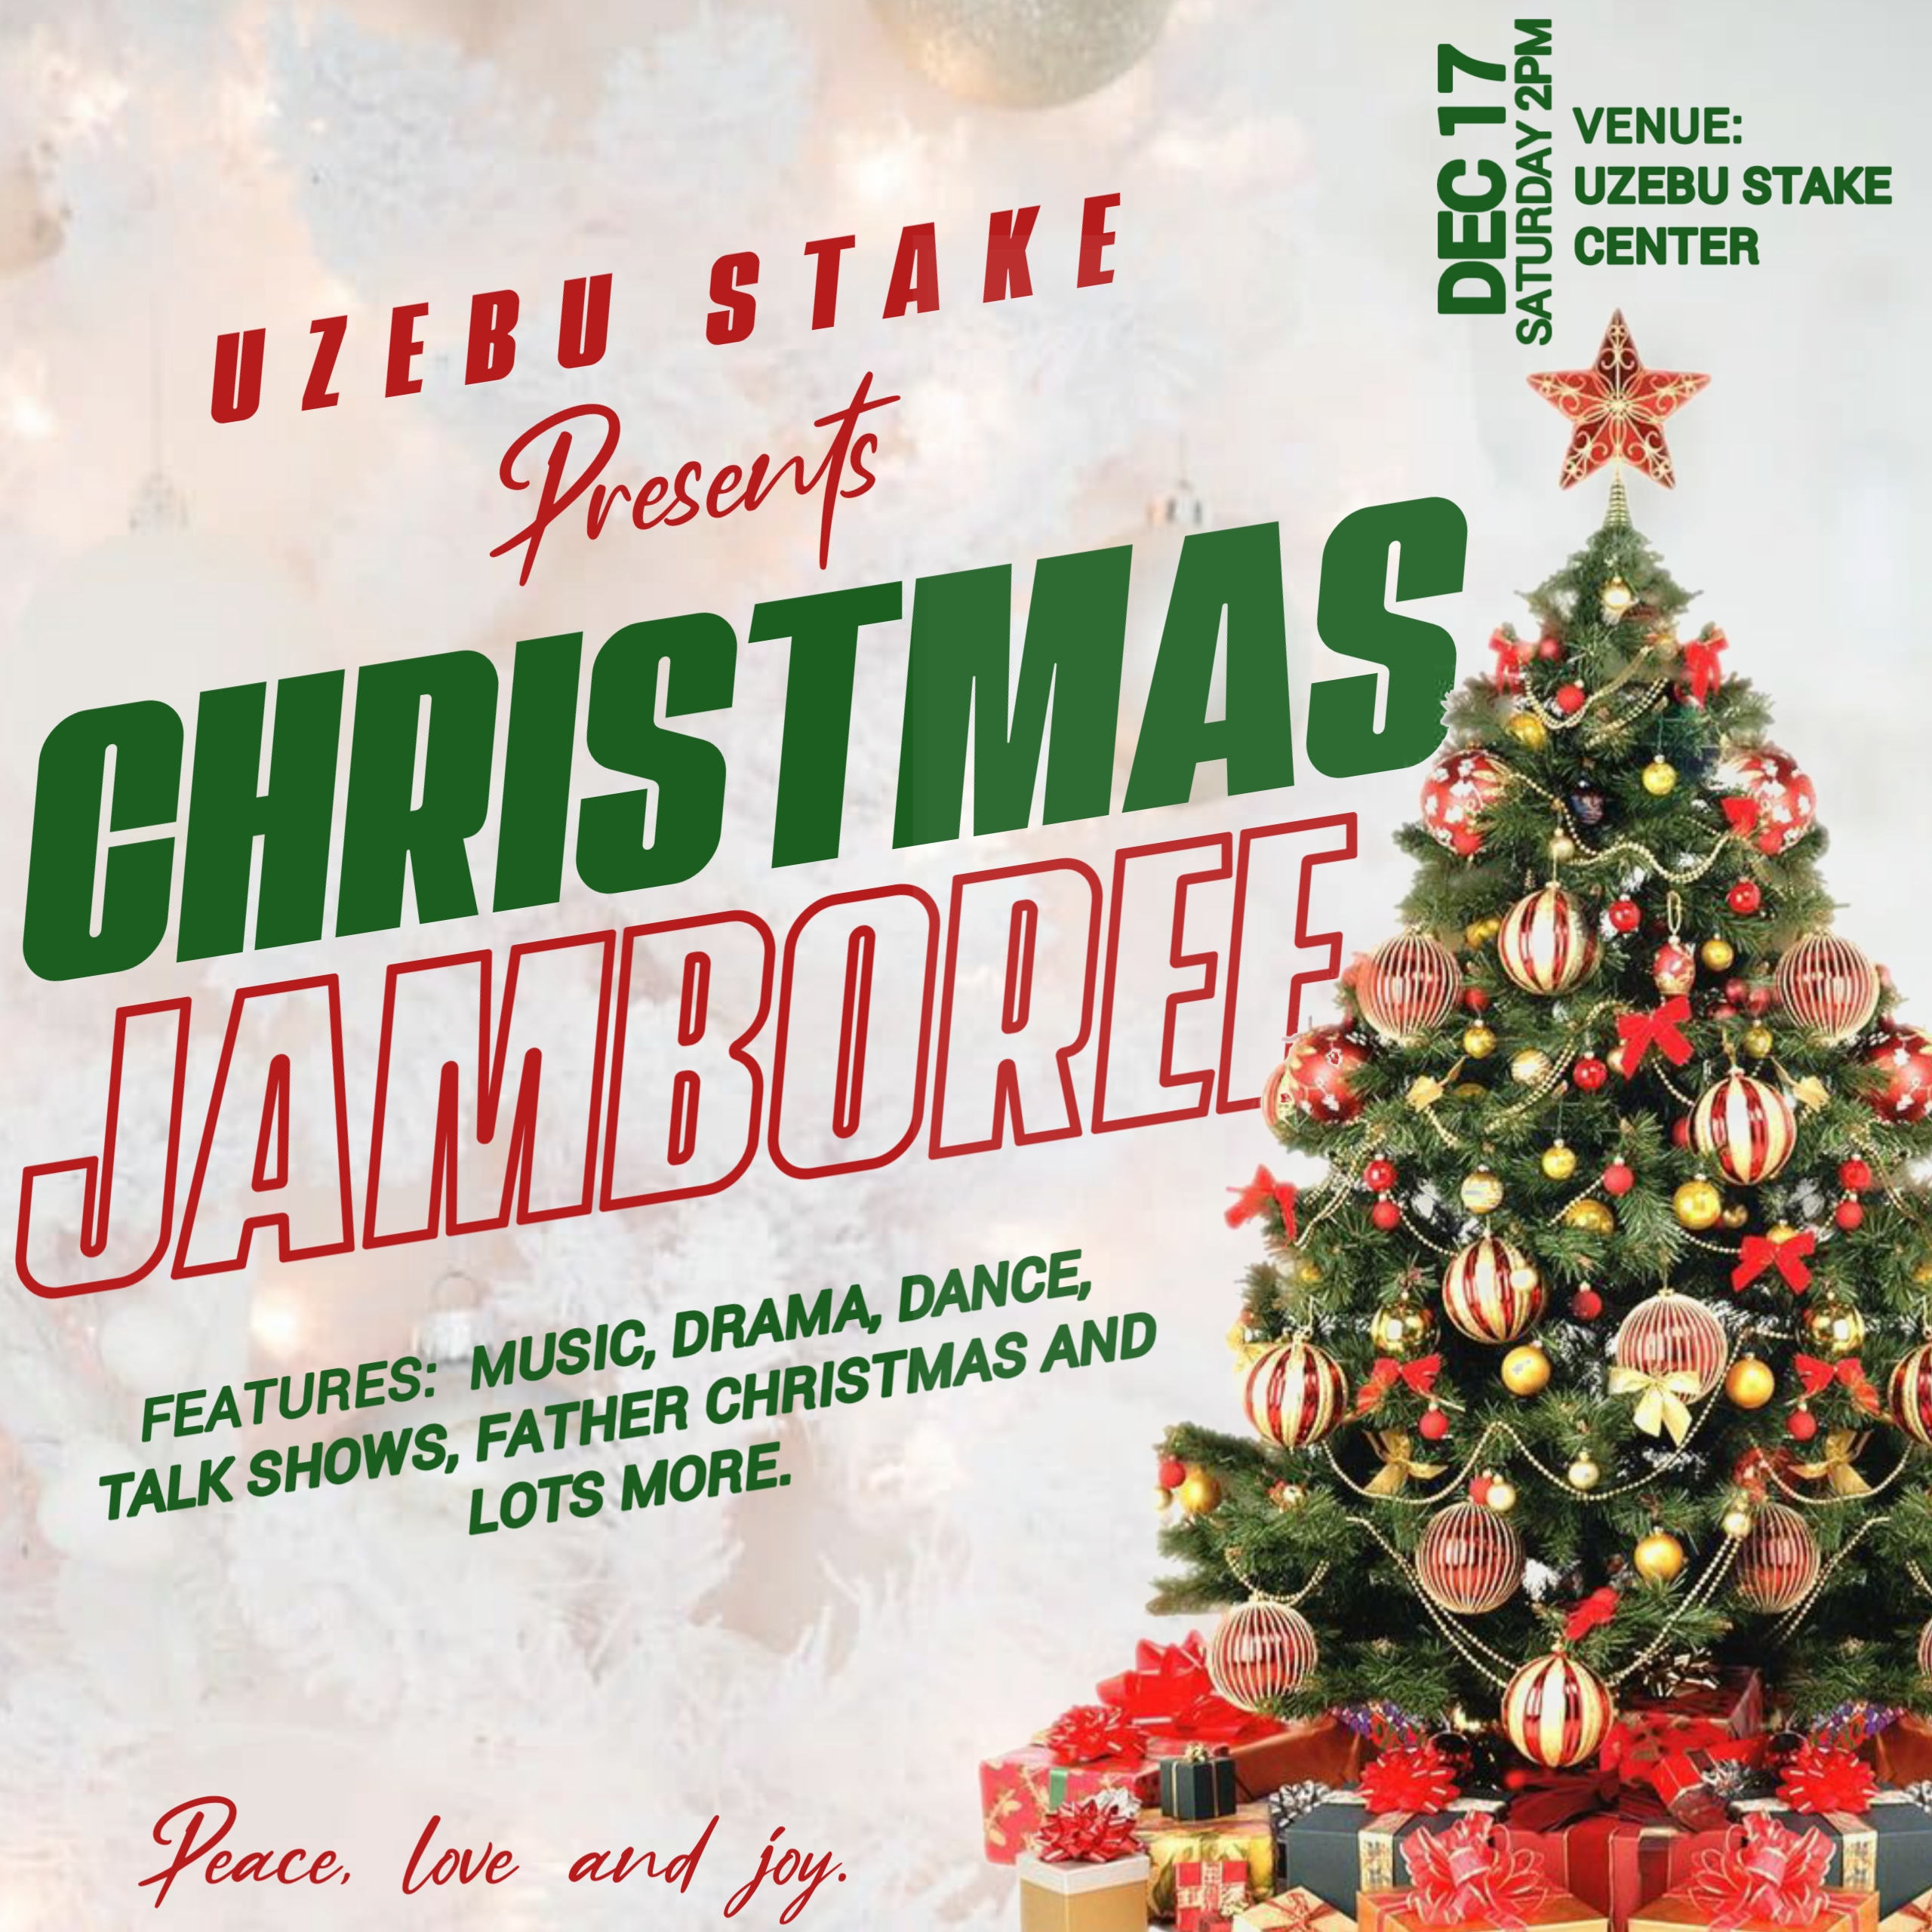 DEC 17
SATURDAY 2PM
VENUE:
UZEBU STAKE
CENTER
UZEBU STAKE
Presents
CHRISTMAS
JAMBOREE
FEATURES: MUSIC, DRAMA, DANCE,
TALK SHOWS, FATHER CHRISTMAS AND
LOTS MORE.
Peace, love and joy.